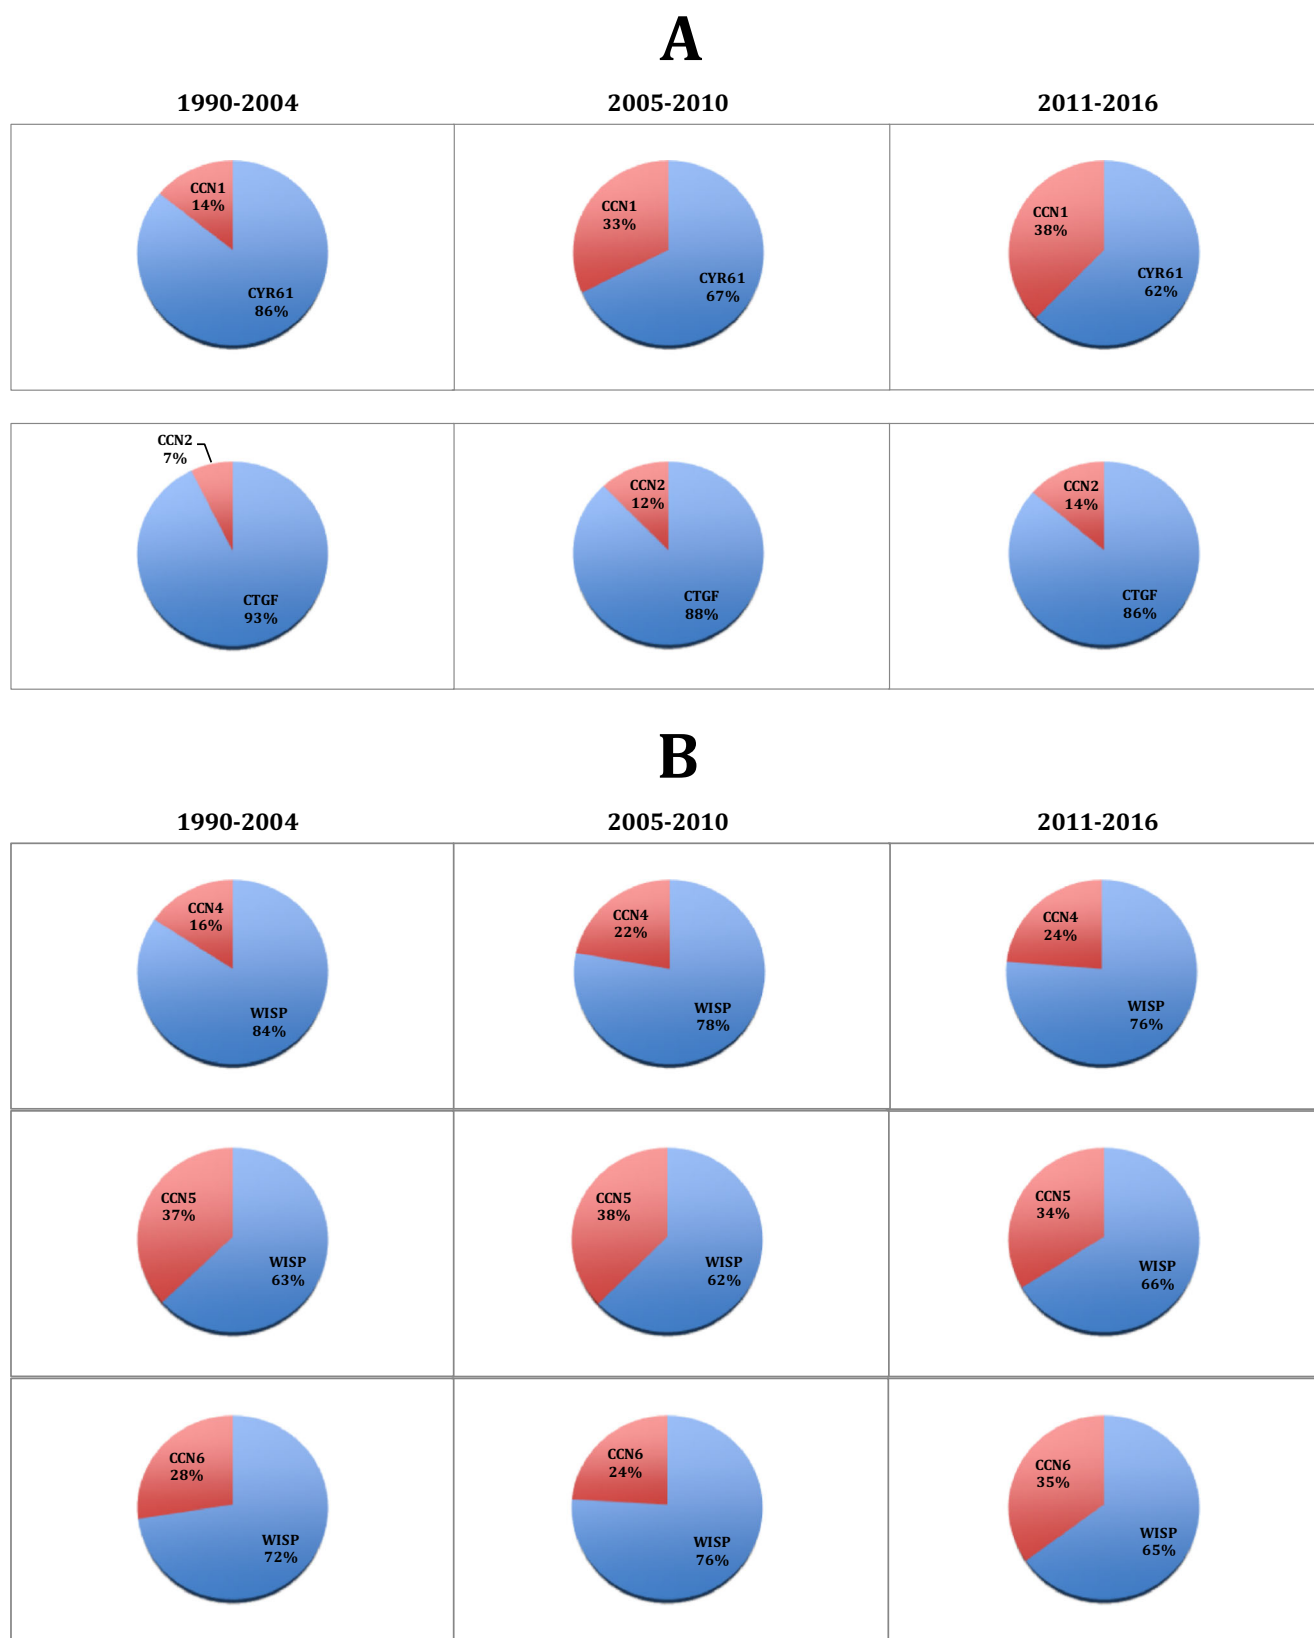 A
1990-2004 2005-2010 2011-2016
CCN1
14%
CYR61
86%
CCN1
33%
CYR61
67%
CCN1
38%
CYR61
62%
CCN2
7%
CTGF
93%
CCN2
12%
CTGF
88%
CCN2
14%
CTGF
86%
B
1990-2004 2005-2010 2011-2016
CCN4
16%
WISP
84%
CCN4
22%
WISP
78%
CCN4
24%
WISP
76%
CCN5
37%
WISP
63%
CCN5
38%
WISP
62%
CCN5
34%
WISP
66%
CCN6
28%
WISP
72%
CCN6
24%
WISP
76%
CCN6
35%
WISP
65%